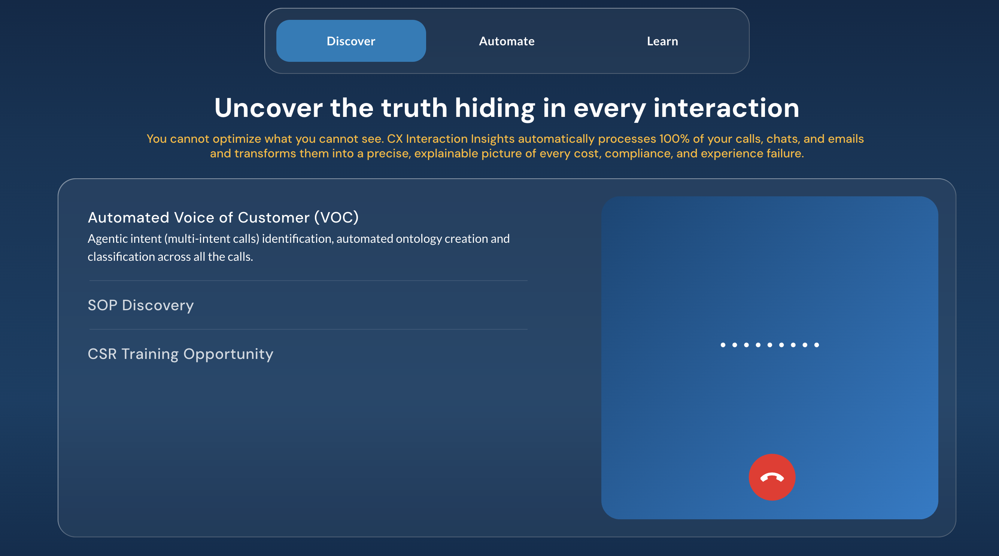 Discover
Automate
Learn
Uncover the truth hiding in every interaction
You cannot optimize what you cannot see. CX Interaction Insights automatically processes 100% of your calls, chats, and emails
and transforms them into a precise, explainable picture of every cost, compliance, and experience failure.
Automated Voice of Customer (VOC)
Agentic intent (multi-intent calls) identification, automated ontology creation and
classification across all the calls.
SOP Discovery
CSR Training Opportunity